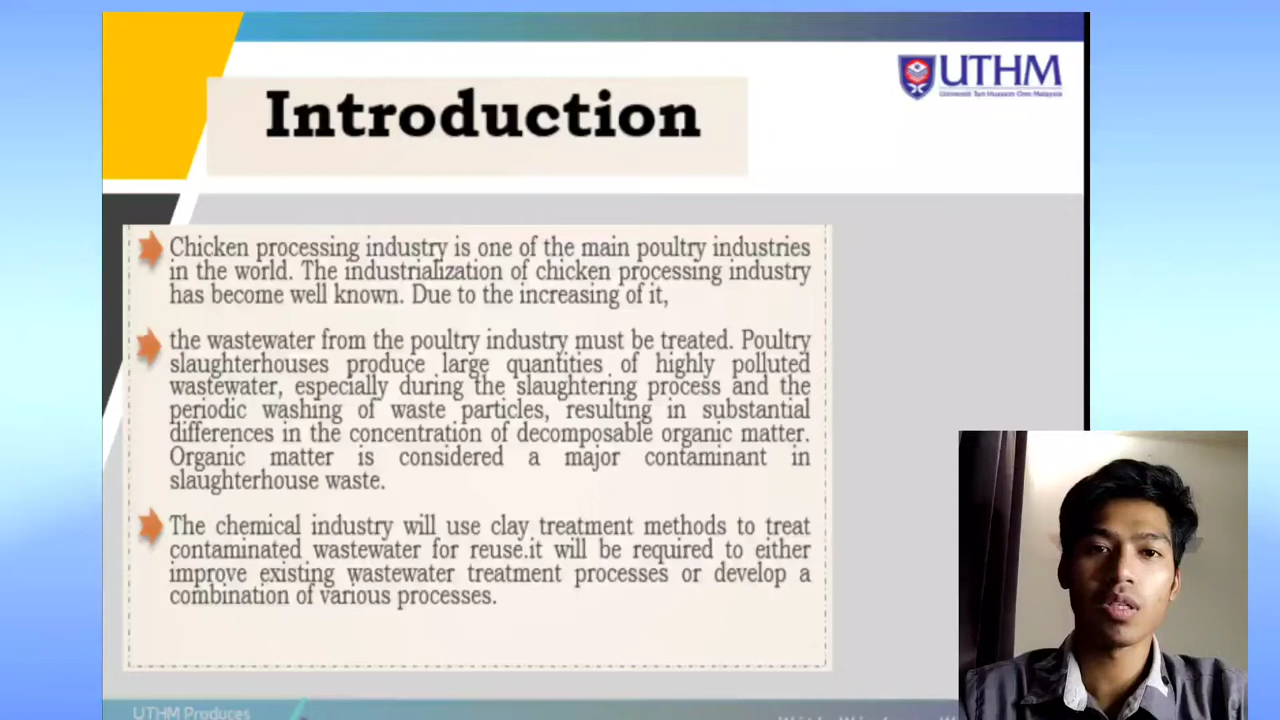 UTHM
Universiti Tun Hussein Onn Malaysia
Introduction
Chicken processing industry is one of the main poultry industries
in the world. The industrialization of chicken processing industry
has become well known. Due to the increasing of it,
the wastewater from the poultry industry must be treated. Poultry
slaughterhouses produce large quantities of highly polluted
wastewater, especially during the slaughtering process and the
periodic washing of waste particles, resulting in substantial
differences in the concentration of decomposable organic matter.
Organic matter is considered a major contaminant in
slaughterhouse waste.
The chemical industry will use clay treatment methods to treat
contaminated wastewater for reuse.it will be required to either
improve existing wastewater treatment processes or develop a
combination of various processes.
UTHM Produces